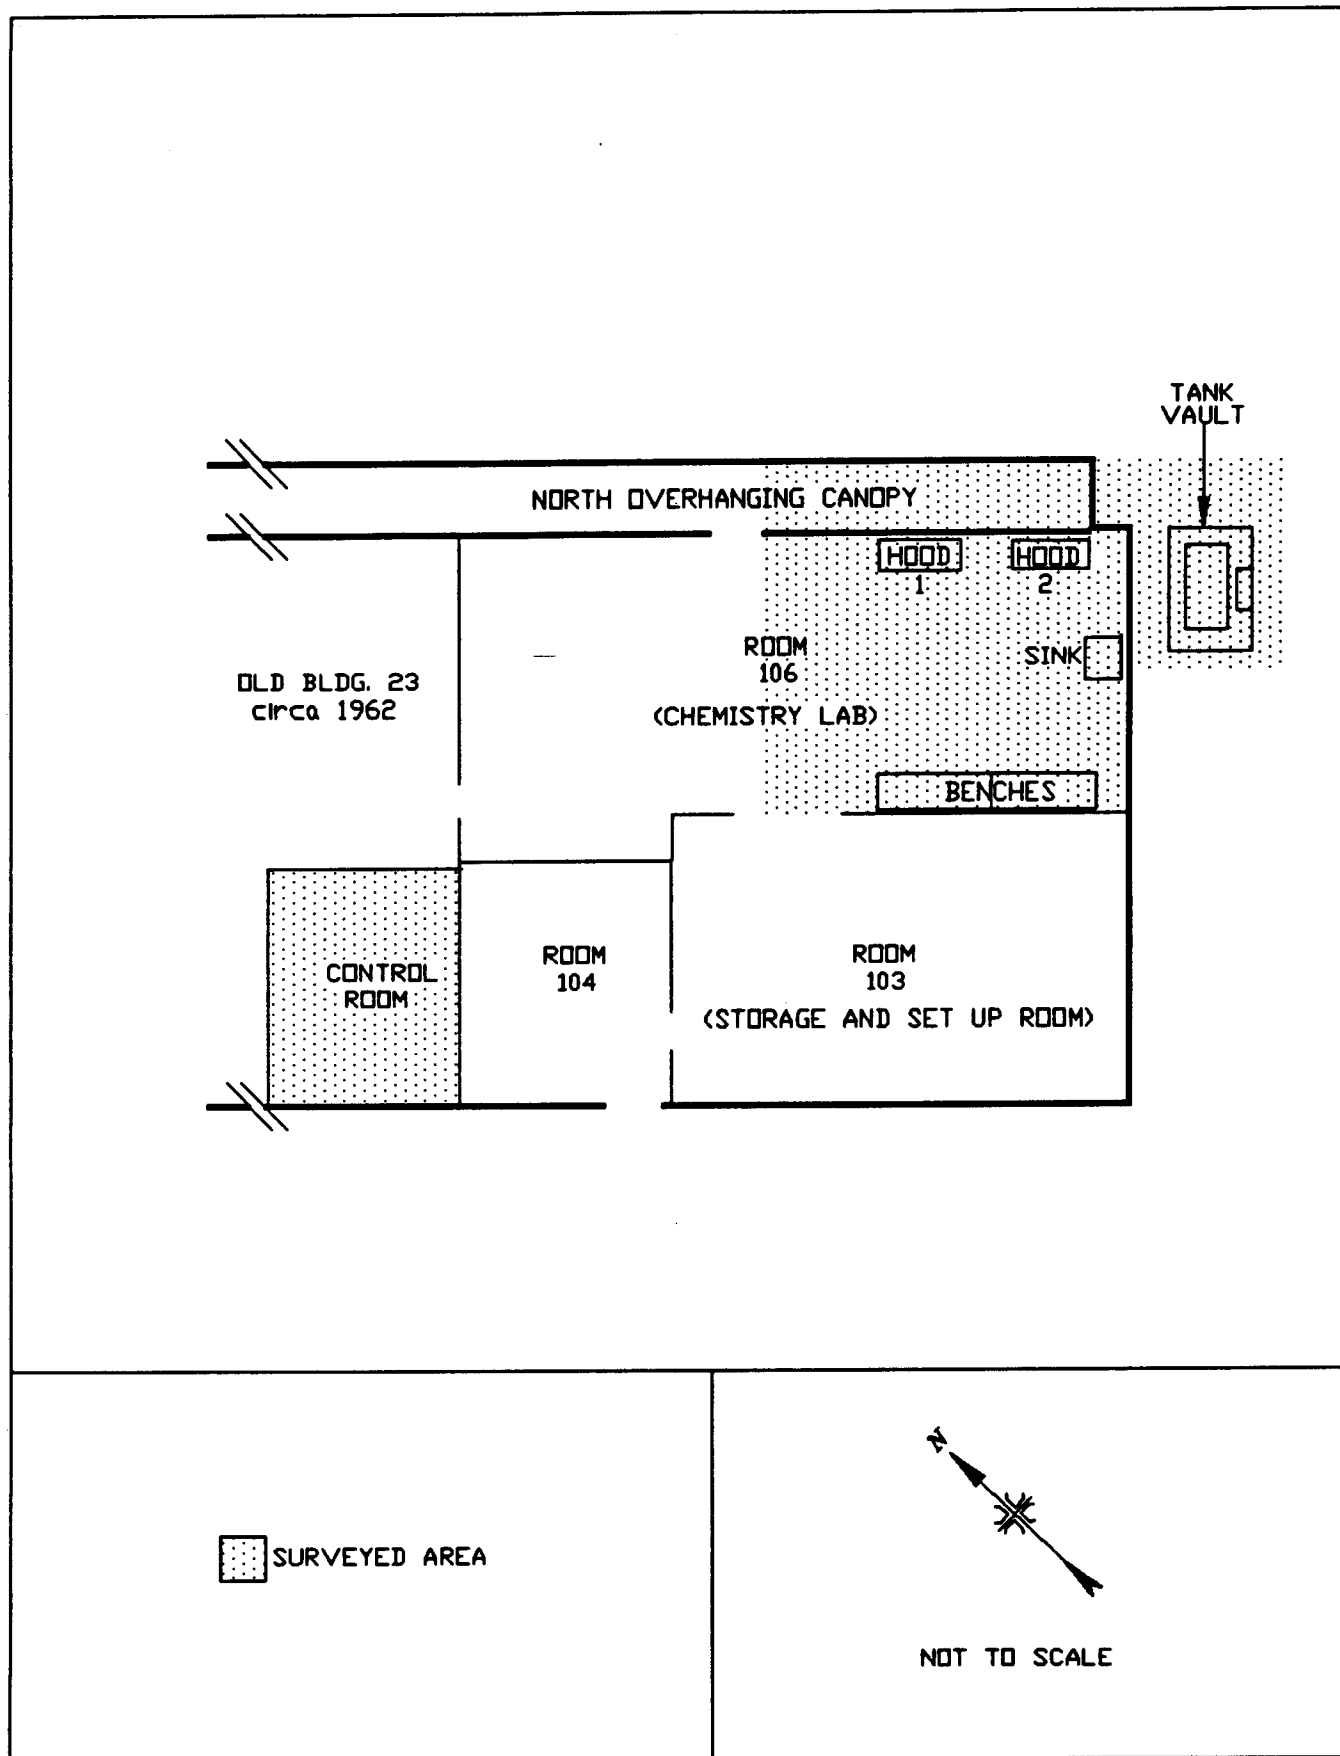 TANK
VAULT
NORTH OVERHANGING CANOPY
HOOD
1
HOOD
2
ROOM
106
SINK
OLD BLDG. 23
circa 1962
(CHEMISTRY LAB)
BENCHES
CONTROL
ROOM
ROOM
104
ROOM
103
(STORAGE AND SET UP ROOM)
N
SURVEYED AREA
NOT TO SCALE